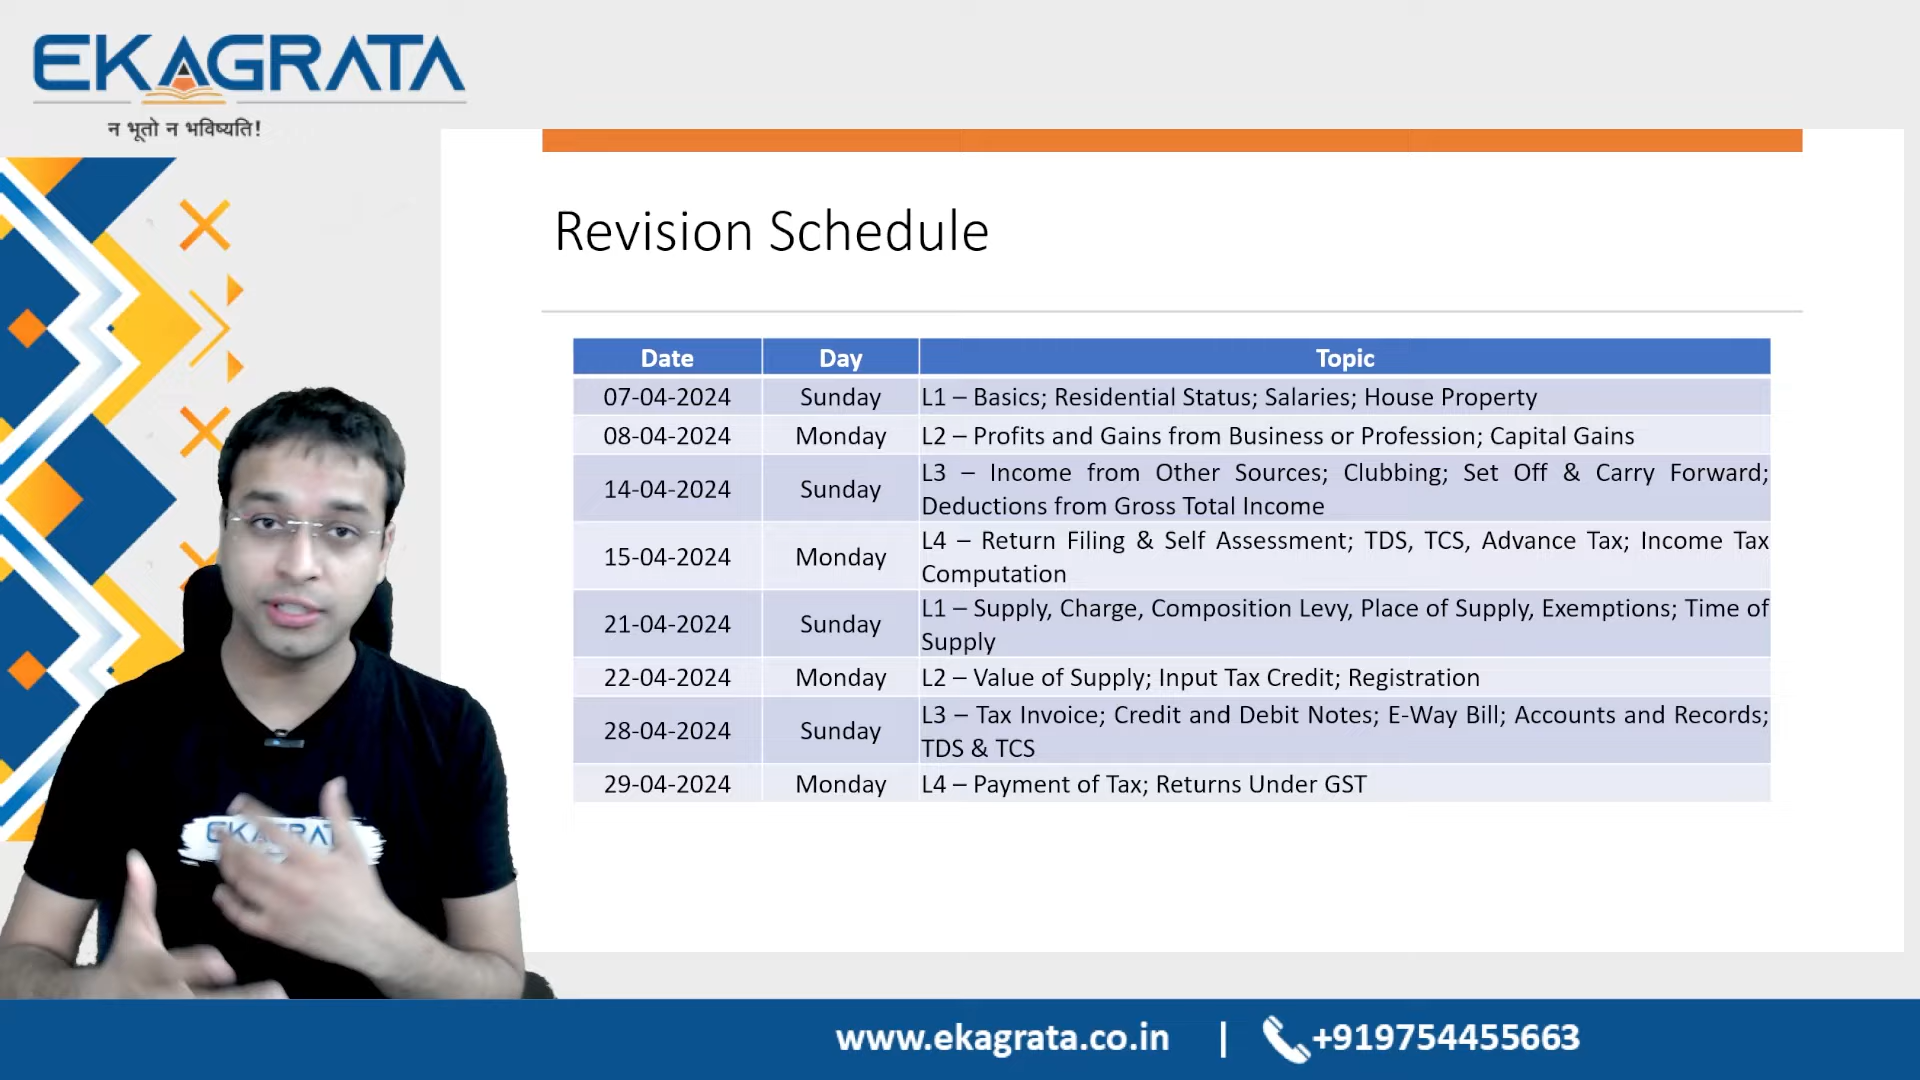 EKAGRATA
न भूतो न भविष्यति!
Revision Schedule
Date Day Topic
07-04-2024 Sunday L1 – Basics; Residential Status; Salaries; House Property
08-04-2024 Monday L2 – Profits and Gains from Business or Profession; Capital Gains
14-04-2024 Sunday L3 – Income from Other Sources; Clubbing; Set Off & Carry Forward;
Deductions from Gross Total Income
15-04-2024 Monday L4 – Return Filing & Self Assessment; TDS, TCS, Advance Tax; Income Tax
Computation
21-04-2024 Sunday L1 – Supply, Charge, Composition Levy, Place of Supply, Exemptions; Time of
Supply
22-04-2024 Monday L2 – Value of Supply; Input Tax Credit; Registration
28-04-2024 Sunday L3 – Tax Invoice; Credit and Debit Notes; E-Way Bill; Accounts and Records;
TDS & TCS
29-04-2024 Monday L4 – Payment of Tax; Returns Under GST
EKAGRATA
www.ekagrata.co.in | +919754455663